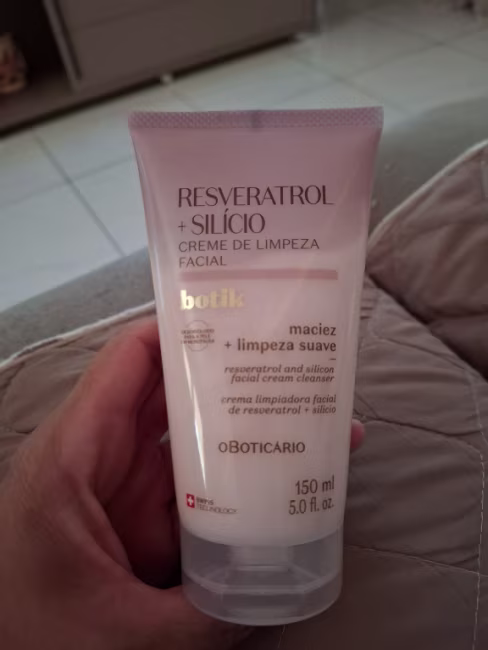 RESVERATROL
+ SILÍCIO
CREME DE LIMPEZA
FACIAL
botik
maciez
+ limpeza suave
resveratrol and silicon
facial cream cleanser
crema limpiadora facial
de resveratrol + silicio
oBOTICÁRIO
150 ml
5.0 fl. oz.
SWISS
TECHNOLOGY